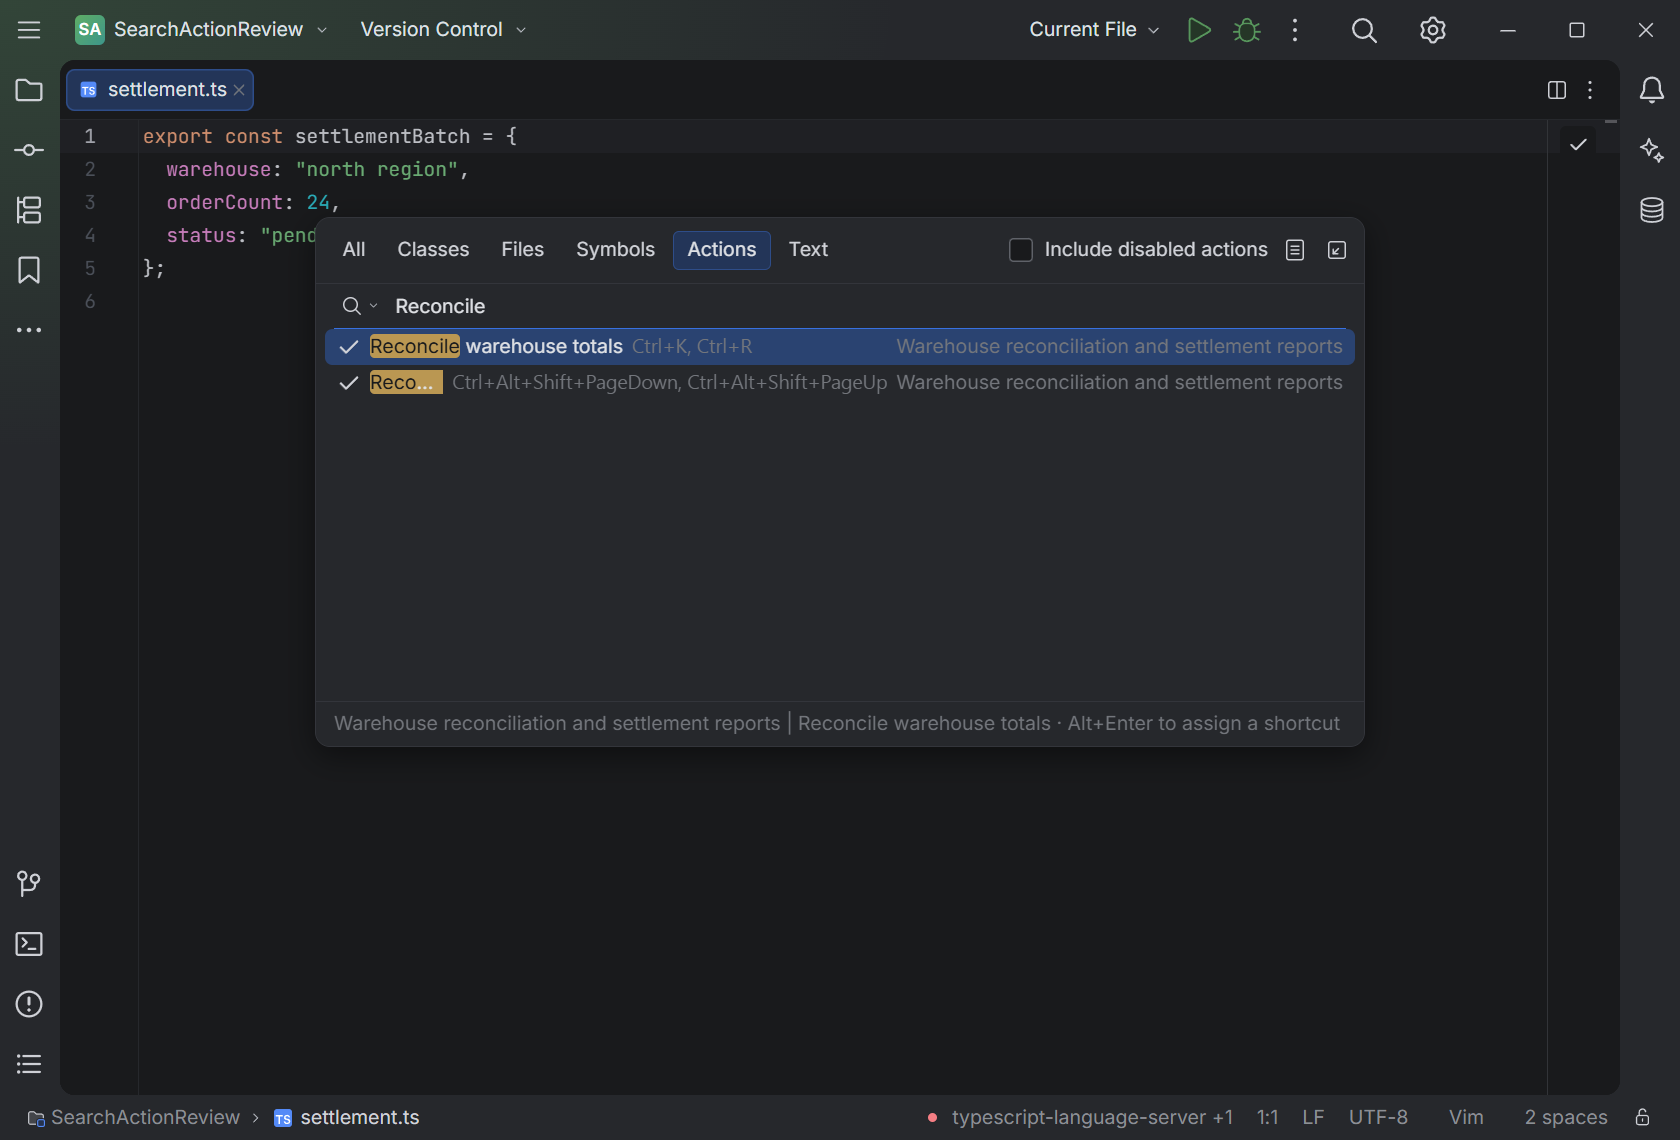 SA SearchActionReview Version Control Current File
TS settlement.ts
1 export const settlementBatch = {
2 warehouse: "north region",
3 orderCount: 24,
4 status: "pend
5 };
6
All Classes Files Symbols Actions Text Include disabled actions
Reconcile
Reconcile warehouse totals Ctrl+K, Ctrl+R Warehouse reconciliation and settlement reports
Reco... Ctrl+Alt+Shift+PageDown, Ctrl+Alt+Shift+PageUp Warehouse reconciliation and settlement reports
Warehouse reconciliation and settlement reports | Reconcile warehouse totals · Alt+Enter to assign a shortcut
SearchActionReview › TS settlement.ts typescript-language-server +1 1:1 LF UTF-8 Vim 2 spaces